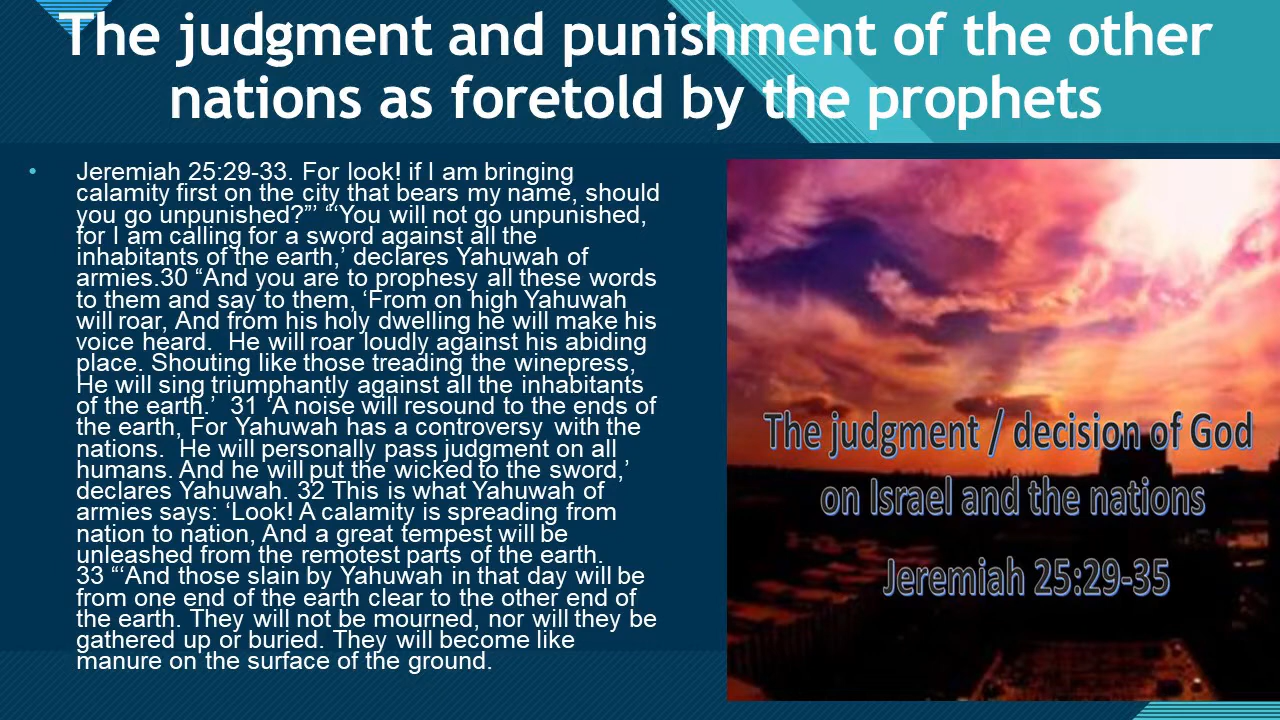 The judgment and punishment of the other
nations as foretold by the prophets
• Jeremiah 25:29-33. For look! if I am bringing
calamity first on the city that bears my name, should
you go unpunished?”’ “‘You will not go unpunished,
for I am calling for a sword against all the
inhabitants of the earth,’ declares Yahuwah of
armies.30 “And you are to prophesy all these words
to them and say to them, ‘From on high Yahuwah
will roar, And from his holy dwelling he will make his
voice heard.  He will roar loudly against his abiding
place. Shouting like those treading the winepress,
He will sing triumphantly against all the inhabitants
of the earth.’  31 ‘A noise will resound to the ends of
the earth, For Yahuwah has a controversy with the
nations.  He will personally pass judgment on all
humans. And he will put the wicked to the sword,’
declares Yahuwah. 32 This is what Yahuwah of
armies says: ‘Look! A calamity is spreading from
nation to nation, And a great tempest will be
unleashed from the remotest parts of the earth.
33 “‘And those slain by Yahuwah in that day will be
from one end of the earth clear to the other end of
the earth. They will not be mourned, nor will they be
gathered up or buried. They will become like
manure on the surface of the ground.
The judgment / decision of God
on Israel and the nations
Jeremiah 25:29-35